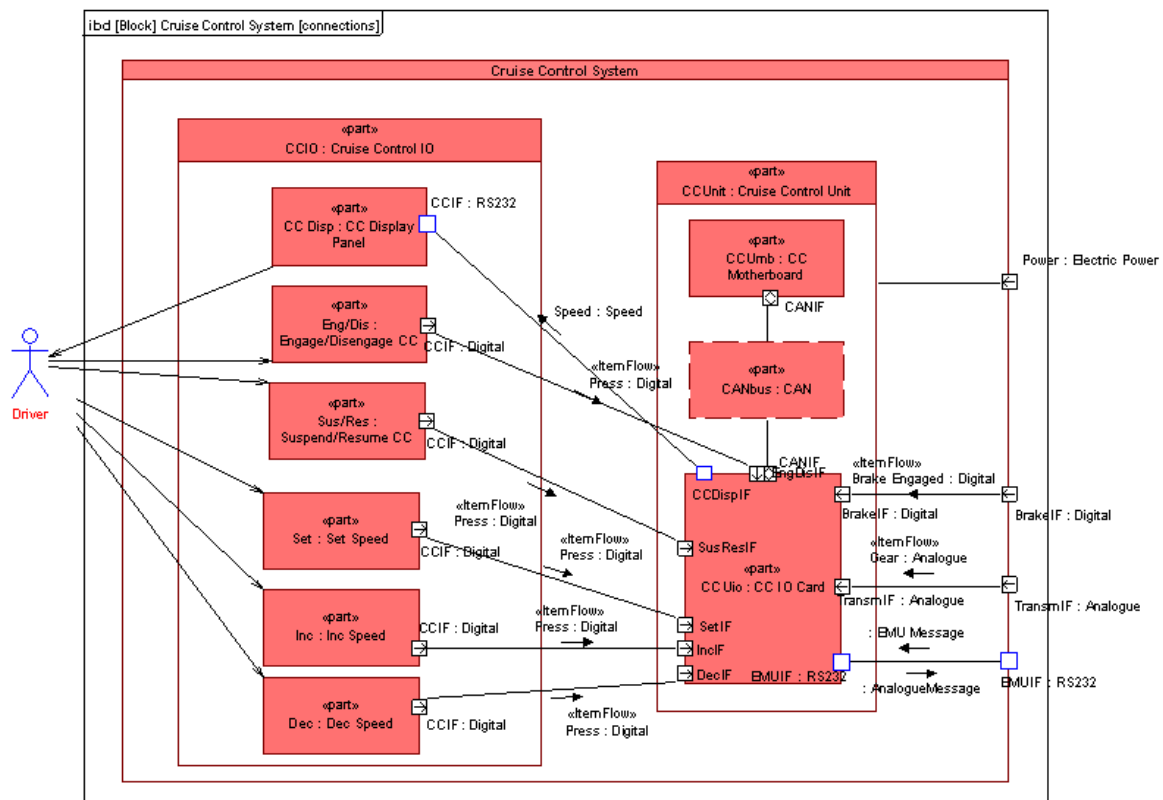 ibd [Block] Cruise Control System [connections]
Cruise Control System
«part»
CCIO : Cruise Control IO
«part»
CC Disp : CC Display
Panel
CCIF : RS232
«part»
Eng/Dis :
Engage/Disengage CC
CCIF : Digital
«part»
Sus/Res :
Suspend/Resume CC
CCIF : Digital
«part»
Set : Set Speed
CCIF : Digital
«part»
Inc : Inc Speed
CCIF : Digital
«part»
Dec : Dec Speed
CCIF : Digital
Driver
Speed : Speed
«ItemFlow»
Press : Digital
«ItemFlow»
Press : Digital
«ItemFlow»
Press : Digital
«ItemFlow»
Press : Digital
«ItemFlow»
Press : Digital
«part»
CCUnit : Cruise Control Unit
«part»
CCUmb : CC
Motherboard
CANIF
«part»
CANbus : CAN
CANIF
EngDisIF
CCDispIF
SusResIF
«part»
CCUio : CC IO Card
SetIF
IncIF
DecIF
EMUIF : RS232
Power : Electric Power
«ItemFlow»
Brake Engaged : Digital
BrakeIF : Digital
BrakeIF : Digital
«ItemFlow»
Gear : Analogue
TransmIF : Analogue
TransmIF : Analogue
: EMU Message
: AnalogueMessage
EMUIF : RS232